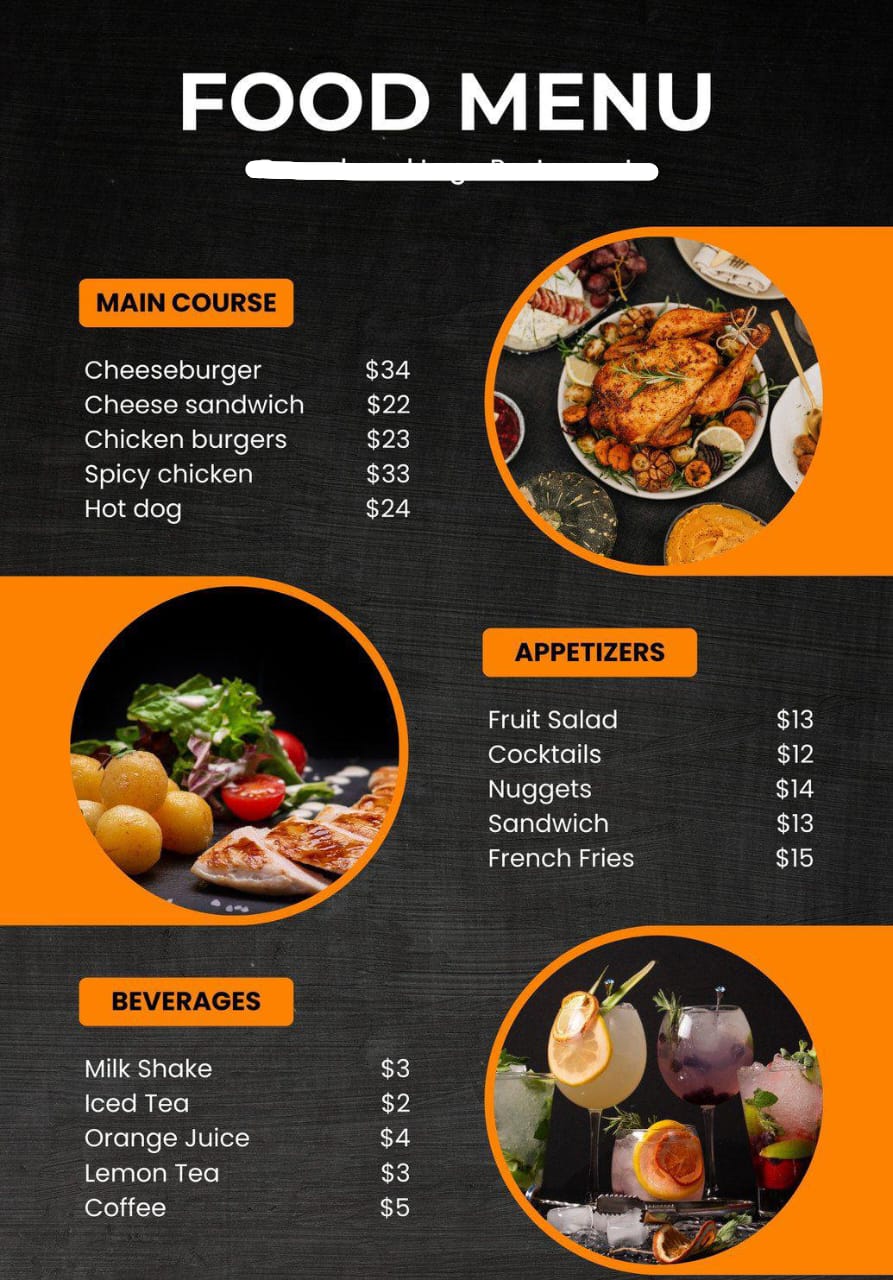 FOOD MENU
MAIN COURSE
Cheeseburger $34
Cheese sandwich $22
Chicken burgers $23
Spicy chicken $33
Hot dog $24
APPETIZERS
Fruit Salad $13
Cocktails $12
Nuggets $14
Sandwich $13
French Fries $15
BEVERAGES
Milk Shake $3
Iced Tea $2
Orange Juice $4
Lemon Tea $3
Coffee $5